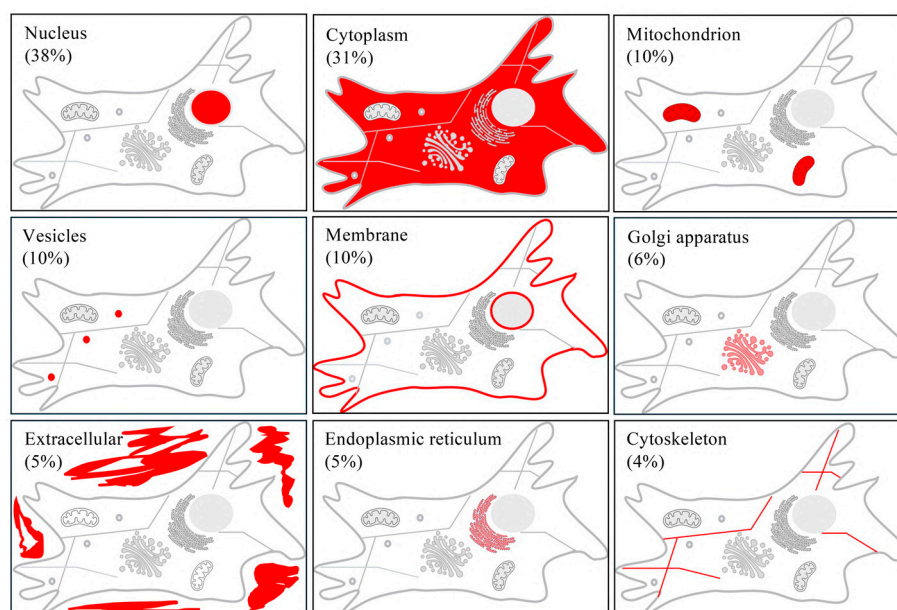 Nucleus
(38%)
Cytoplasm
(31%)
Mitochondrion
(10%)
Vesicles
(10%)
Membrane
(10%)
Golgi apparatus
(6%)
Extracellular
(5%)
Endoplasmic reticulum
(5%)
Cytoskeleton
(4%)